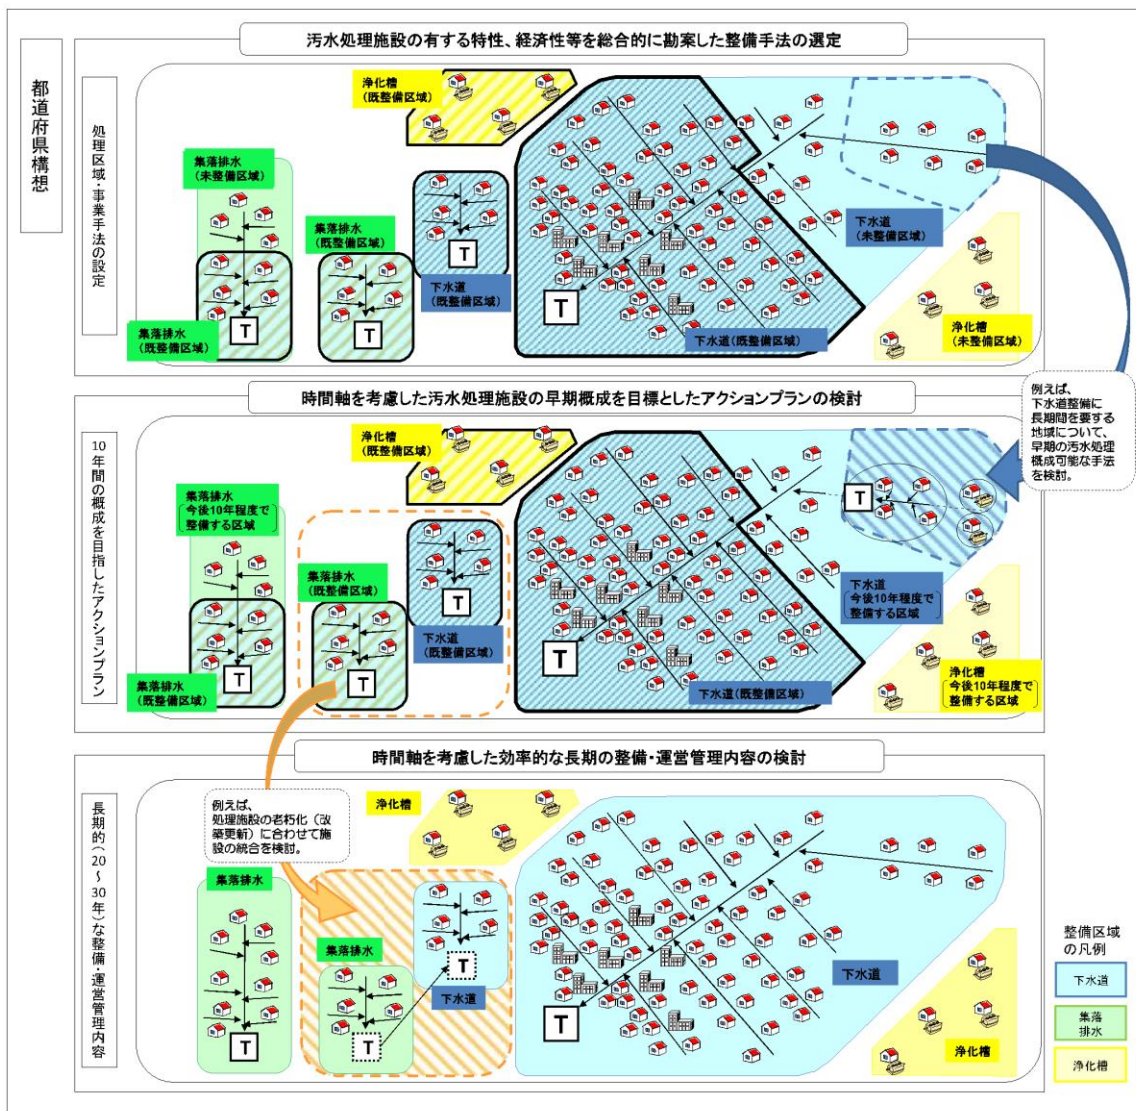 都道府県構想
汚水処理施設の有する特性、経済性等を総合的に勘案した整備手法の選定
処理区域・事業手法の設定
浄化槽
(既整備区域)
集落排水
(未整備区域)
集落排水
(既整備区域)
下水道
(既整備区域)
T
T
T
集落排水
(既整備区域)
T
下水道(既整備区域)
下水道
(未整備区域)
浄化槽
(未整備区域)
例えば、
下水道整備に
長期間を要する
地域について、
早期の汚水処理
概成可能な手法
を検討。
時間軸を考慮した汚水処理施設の早期概成を目標としたアクションプランの検討
10年間の概成を目指したアクションプラン
浄化槽
(既整備区域)
集落排水
今後10年程度で
整備する区域
集落排水
(既整備区域)
下水道
(既整備区域)
T
T
T
集落排水
(既整備区域)
T
下水道(既整備区域)
T
下水道
今後10年程度で
整備する区域
浄化槽
今後10年程度で
整備する区域
時間軸を考慮した効率的な長期の整備・運営管理内容の検討
長期的(20～30年)な整備・運営管理内容
例えば、
処理施設の老朽化（改
築更新）に合わせて施
設の統合を検討。
浄化槽
集落排水
集落排水
下水道
T
T
T
T
下水道
浄化槽
整備区域
の凡例
下水道
集落
排水
浄化槽